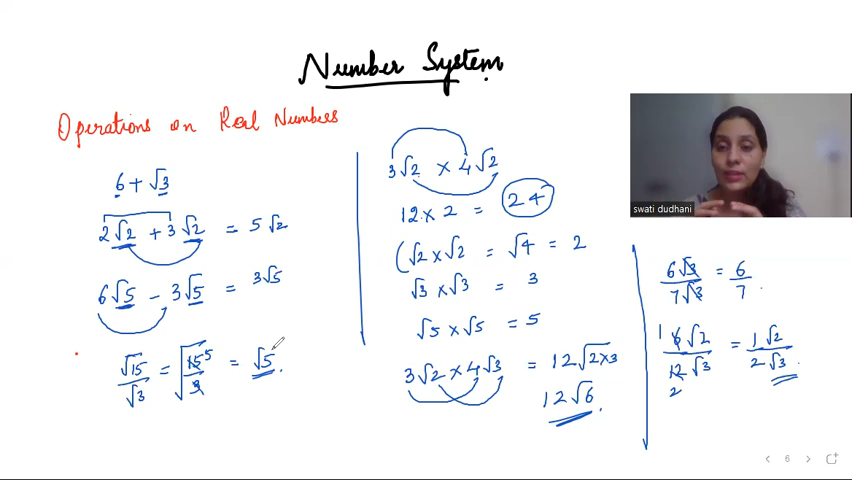 Number System
Operations on Real Numbers
6 + √3
2√2 + 3√2 = 5√2
6√5 − 3√5 = 3√5
√15/√3 = √(15/3) 5 = √5
3√2 × 4√2
12 × 2 = 24
(√2 × √2 = √4 = 2
√3 × √3 = 3
√5 × √5 = 5
3√2 × 4√3 = 12√2×3
12√6
swati dudhani
6√3/7√3 = 6/7
1 6√2/12√3 2 = 1√2/2√3
6